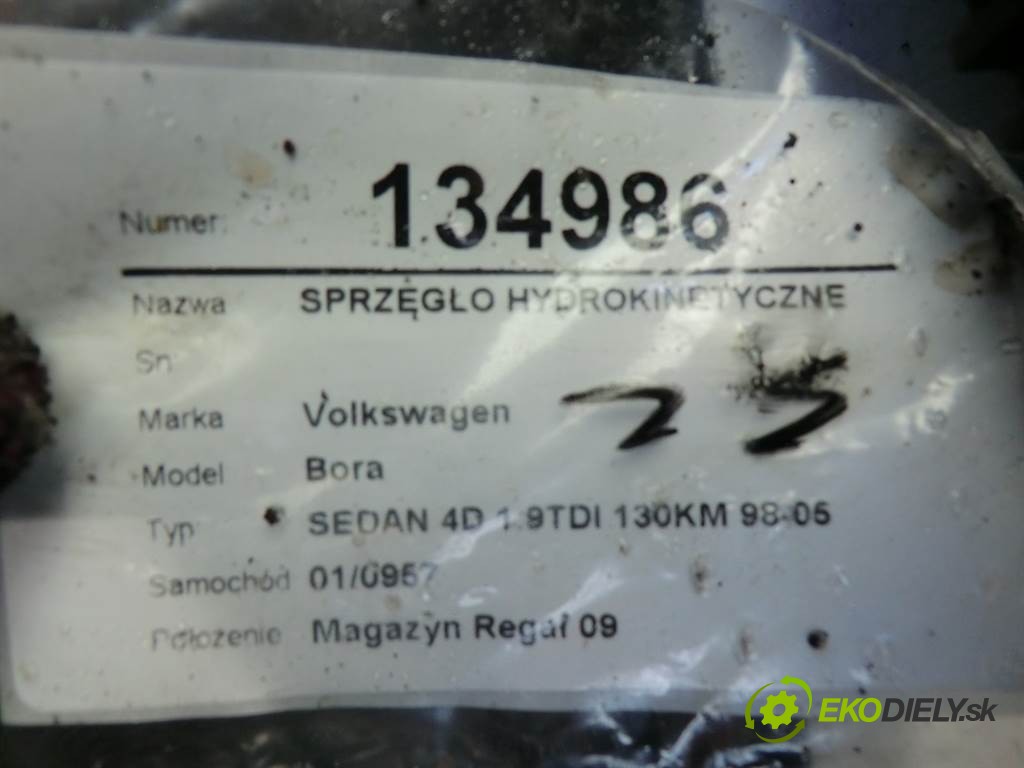 Numer: 134986
Nazwa SPRZĘGŁO HYDROKINETYCZNE
Sn
Marka Volkswagen
25
Model Bora
Typ SEDAN 4D 1.9TDI 130KM 98-05
Samochód 01/0957
Położenie Magazyn Regał 09
EKODIELY.sk